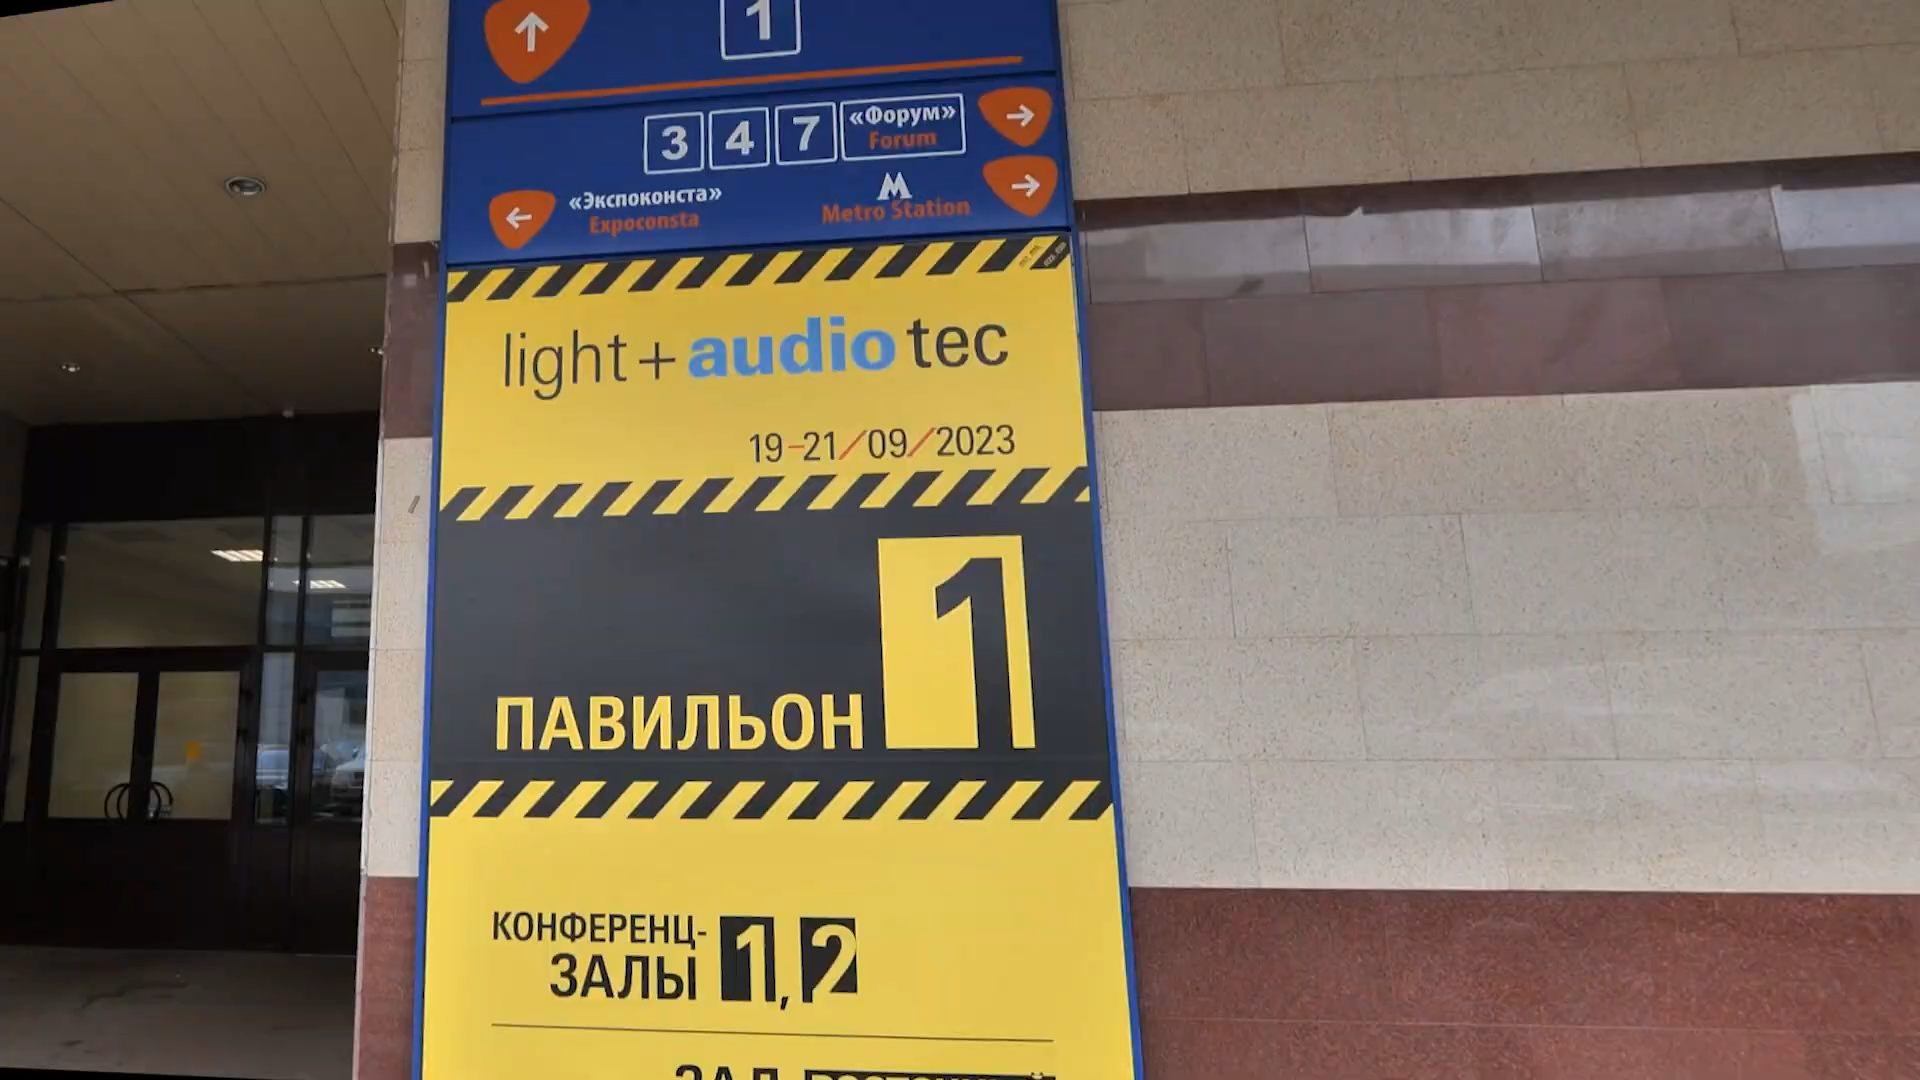 1
3 4 7 «Форум»
Forum
«Экспоконста»
Expoconsta
M
Metro Station
light + audio tec
19–21/09/2023
ПАВИЛЬОН 1
КОНФЕРЕНЦ-
ЗАЛЫ 1, 2
ЗАЛ